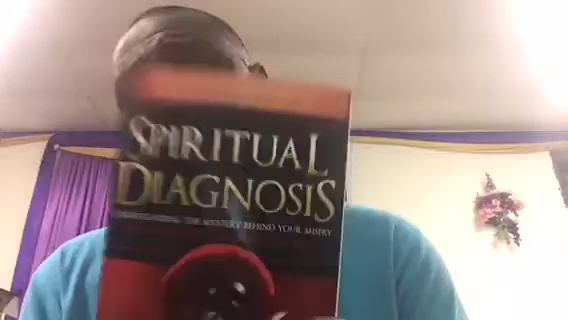 SPIRITUAL
DIAGNOSIS
UNDERSTANDING THE MYSTERY BEHIND YOUR MISERY